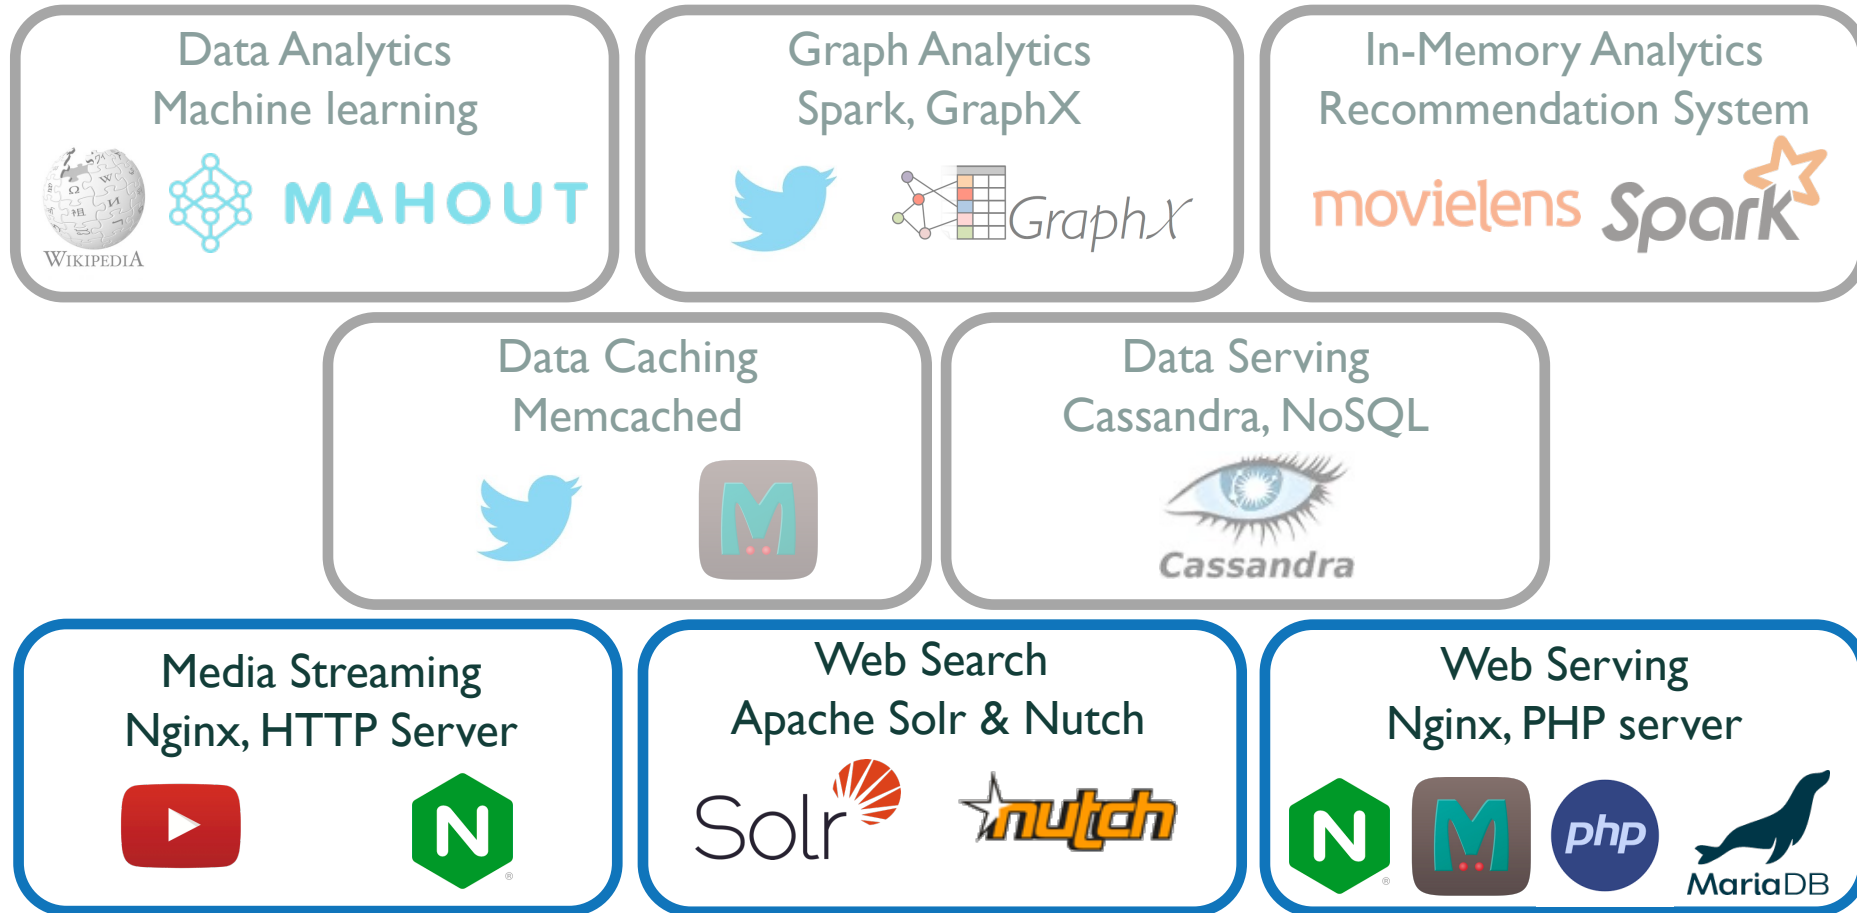 Data Analytics
Machine learning
WIKIPEDIA
MAHOUT
Graph Analytics
Spark, GraphX
GraphX
In-Memory Analytics
Recommendation System
movielens
Spark
Data Caching
Memcached
M
Data Serving
Cassandra, NoSQL
Cassandra
Media Streaming
Nginx, HTTP Server
N
®
Web Search
Apache Solr & Nutch
Solr
nutch
Web Serving
Nginx, PHP server
N
®
M
php
MariaDB